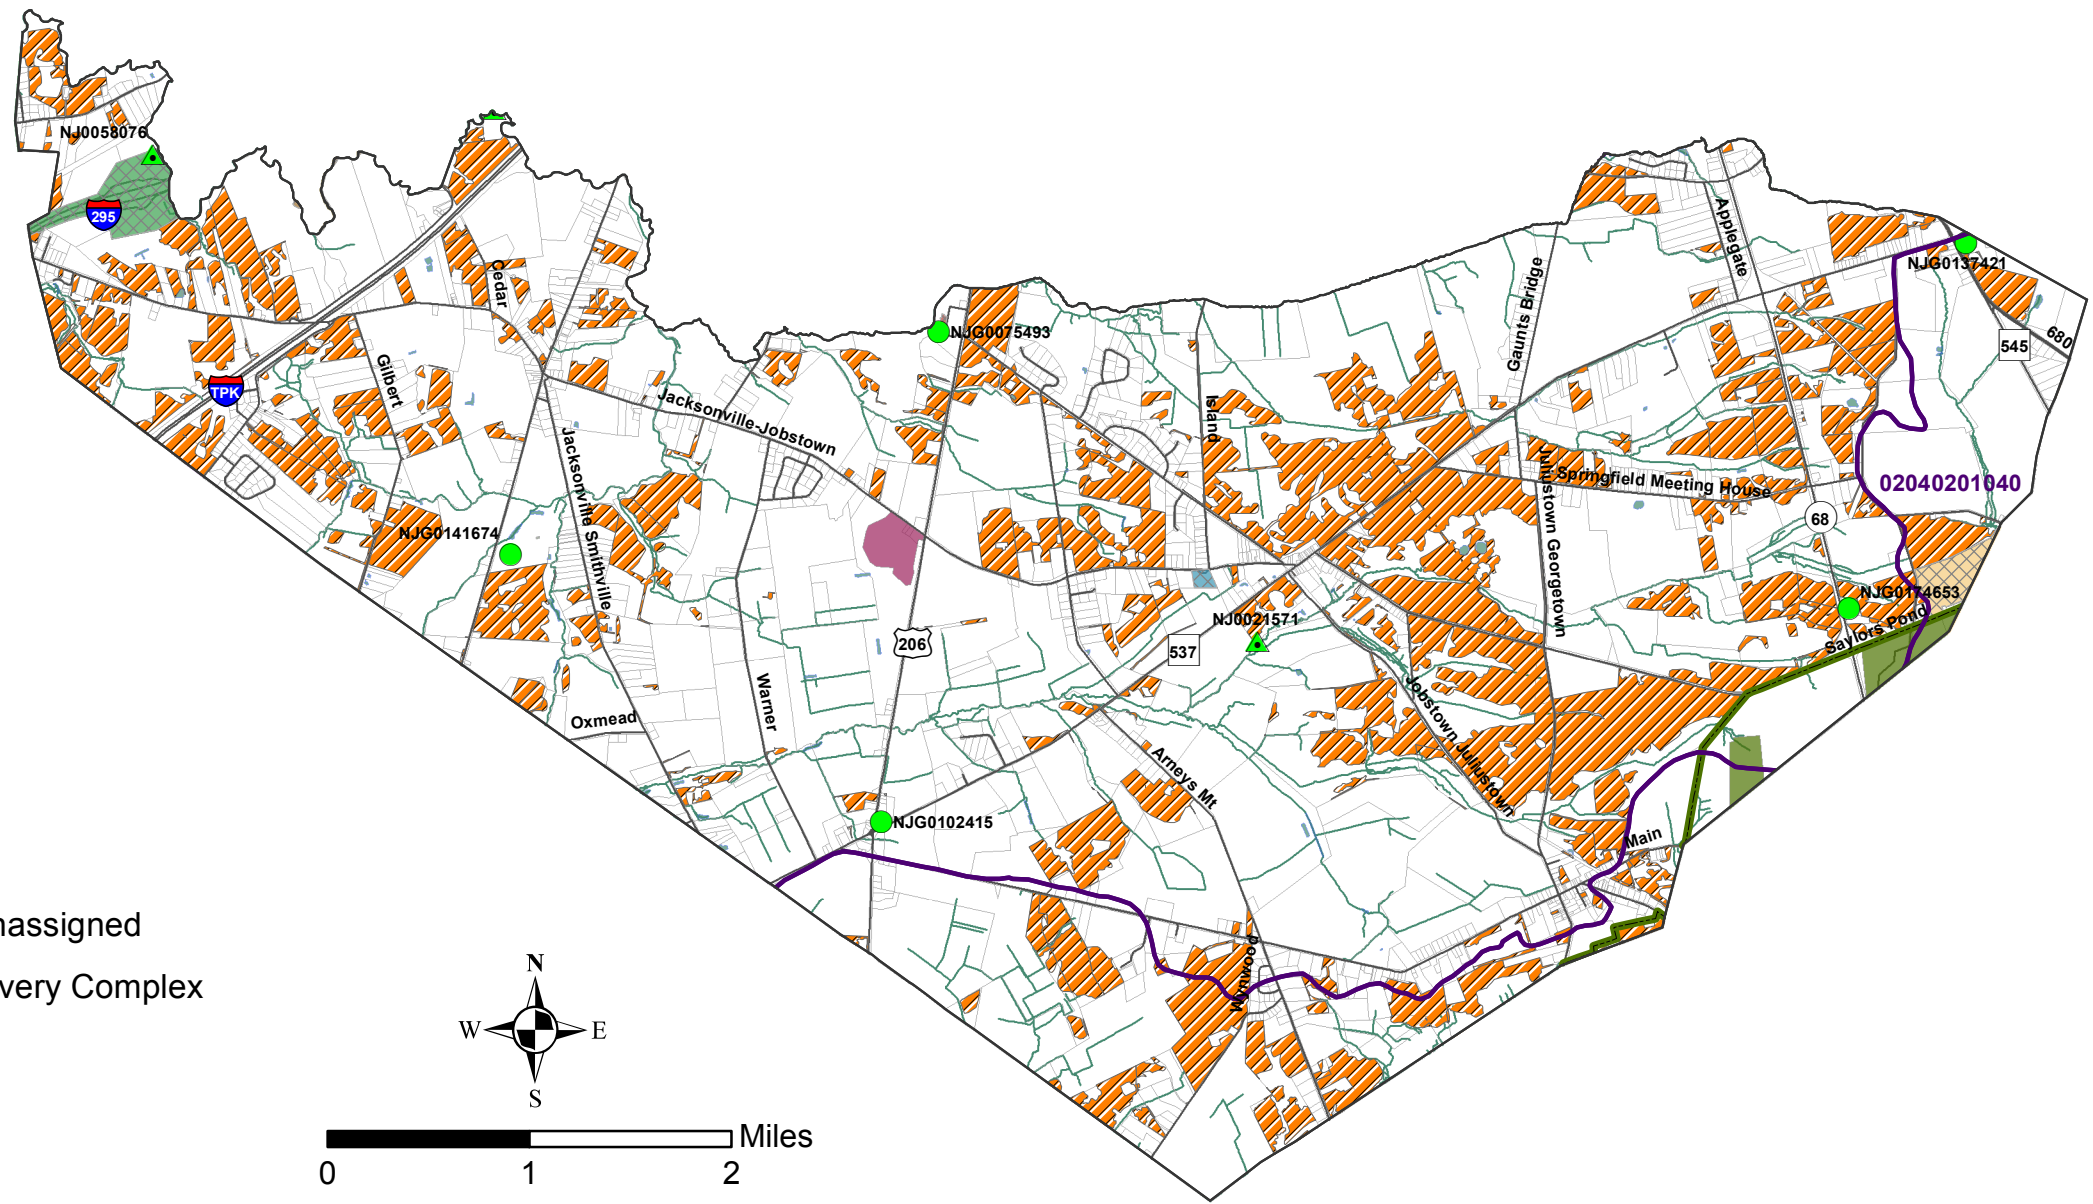 NJ0058076
295
Applegate
NJG0137421
Cedar
Gaunts Bridge
680
545
NJG0075493
TPK
Gilbert
Jacksonville-Jobstown
Island
Jacksonville Smithville
Juliustown Georgetown
Springfield Meeting House
02040201040
68
NJG0141674
NJG0174653
NJ0021571
Saylors Pond
206
537
Warner
Oxmead
Jobstown Juliustown
Arneys Mt
NJG0102415
Main
nassigned
Wynwood
very Complex
N
W
E
S
Miles
0
1
2